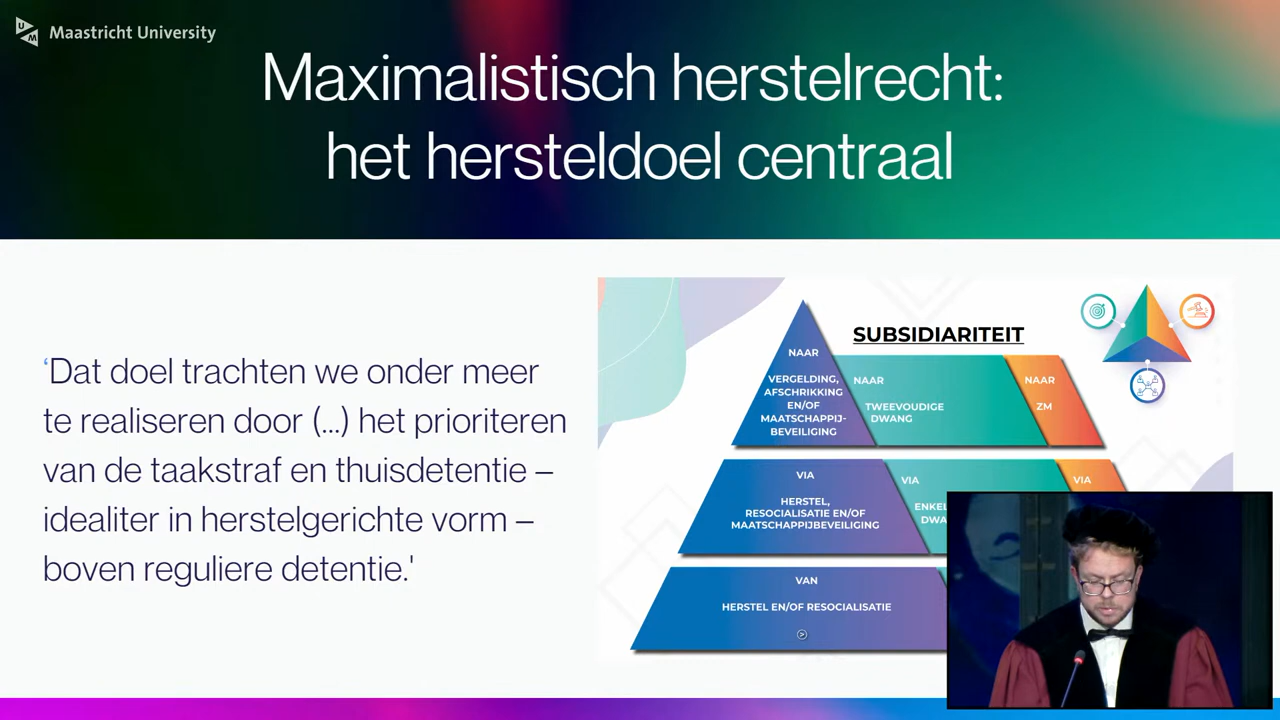 Maastricht University
Maximalistisch herstelrecht:
het hersteldoel centraal
‘Dat doel trachten we onder meer
te realiseren door (...) het prioriteren
van de taakstraf en thuisdetentie –
idealiter in herstelgerichte vorm –
boven reguliere detentie.'
SUBSIDIARITEIT
NAAR
VERGELDING,
AFSCHRIKKING
EN/OF
MAATSCHAPPIJ-
BEVEILIGING
NAAR
TWEEVOUDIGE
DWANG
NAAR
ZM
VIA
HERSTEL,
RESOCIALISATIE EN/OF
MAATSCHAPPIJBEVEILIGING
VIA
VIA
VAN
HERSTEL EN/OF RESOCIALISATIE